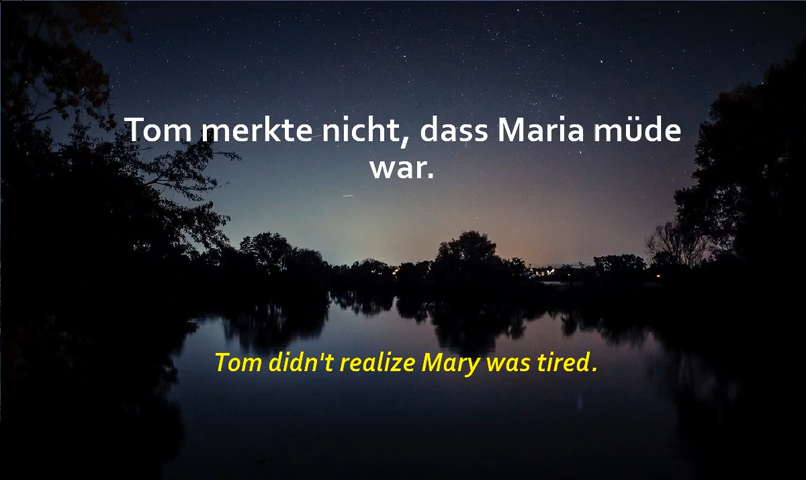 Tom merkte nicht, dass Maria müde
war.
Tom didn't realize Mary was tired.